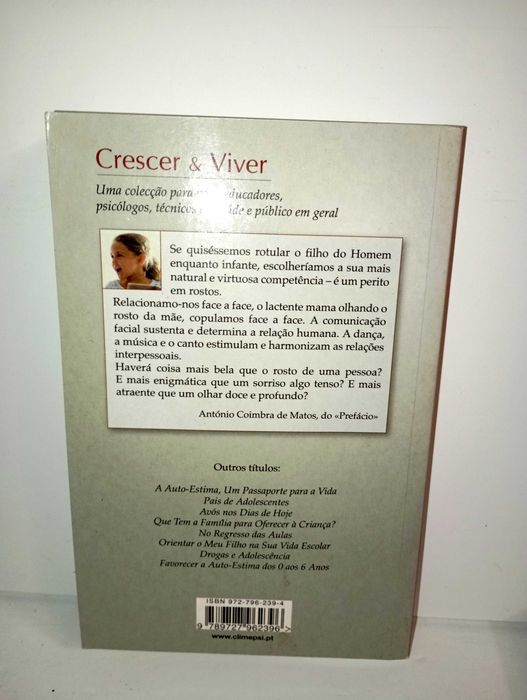 Crescer & Viver
Uma colecção para educadores,
psicólogos, técnicos e público em geral
Se quiséssemos rotular o filho do Homem
enquanto infante, escolheríamos a sua mais
natural e virtuosa competência – é um perito
em rostos.
Relacionamo-nos face a face, o lactente mama olhando o
rosto da mãe, copulamos face a face. A comunicação
facial sustenta e determina a relação humana. A dança,
a música e o canto estimulam e harmonizam as relações
interpessoais.
Haverá coisa mais bela que o rosto de uma pessoa?
E mais enigmática que um sorriso algo tenso? E mais
atraente que um olhar doce e profundo?
António Coimbra de Matos, do «Prefácio»
Outros títulos:
A Auto-Estima, Um Passaporte para a Vida
Pais de Adolescentes
Avós nos Dias de Hoje
Que Tem a Família para Oferecer à Criança?
No Regresso das Aulas
Orientar o Meu Filho na Sua Vida Escolar
Drogas e Adolescência
Favorecer a Auto-Estima dos 0 aos 6 Anos
ISBN 972-796-239-4
9 789727 962396 >
www.climepsi.pt